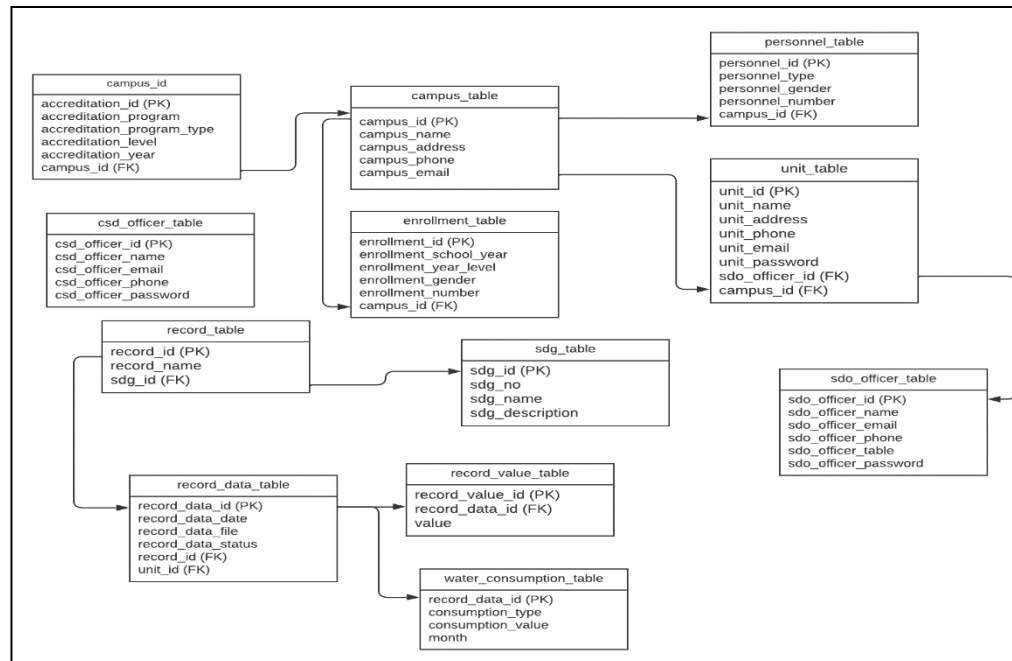 campus_id
accreditation_id (PK)
accreditation_program
accreditation_program_type
accreditation_level
accreditation_year
campus_id (FK)
campus_table
campus_id (PK)
campus_name
campus_address
campus_phone
campus_email
personnel_table
personnel_id (PK)
personnel_type
personnel_gender
personnel_number
campus_id (FK)
unit_table
unit_id (PK)
unit_name
unit_address
unit_phone
unit_email
unit_password
sdo_officer_id (FK)
campus_id (FK)
csd_officer_table
csd_officer_id (PK)
csd_officer_name
csd_officer_email
csd_officer_phone
csd_officer_password
enrollment_table
enrollment_id (PK)
enrollment_school_year
enrollment_year_level
enrollment_gender
enrollment_number
campus_id (FK)
record_table
record_id (PK)
record_name
sdg_id (FK)
sdg_table
sdg_id (PK)
sdg_no
sdg_name
sdg_description
sdo_officer_table
sdo_officer_id (PK)
sdo_officer_name
sdo_officer_email
sdo_officer_phone
sdo_officer_table
sdo_officer_password
record_data_table
record_data_id (PK)
record_data_date
record_data_file
record_data_status
record_id (FK)
unit_id (FK)
record_value_table
record_value_id (PK)
record_data_id (FK)
value
water_consumption_table
record_data_id (PK)
consumption_type
consumption_value
month